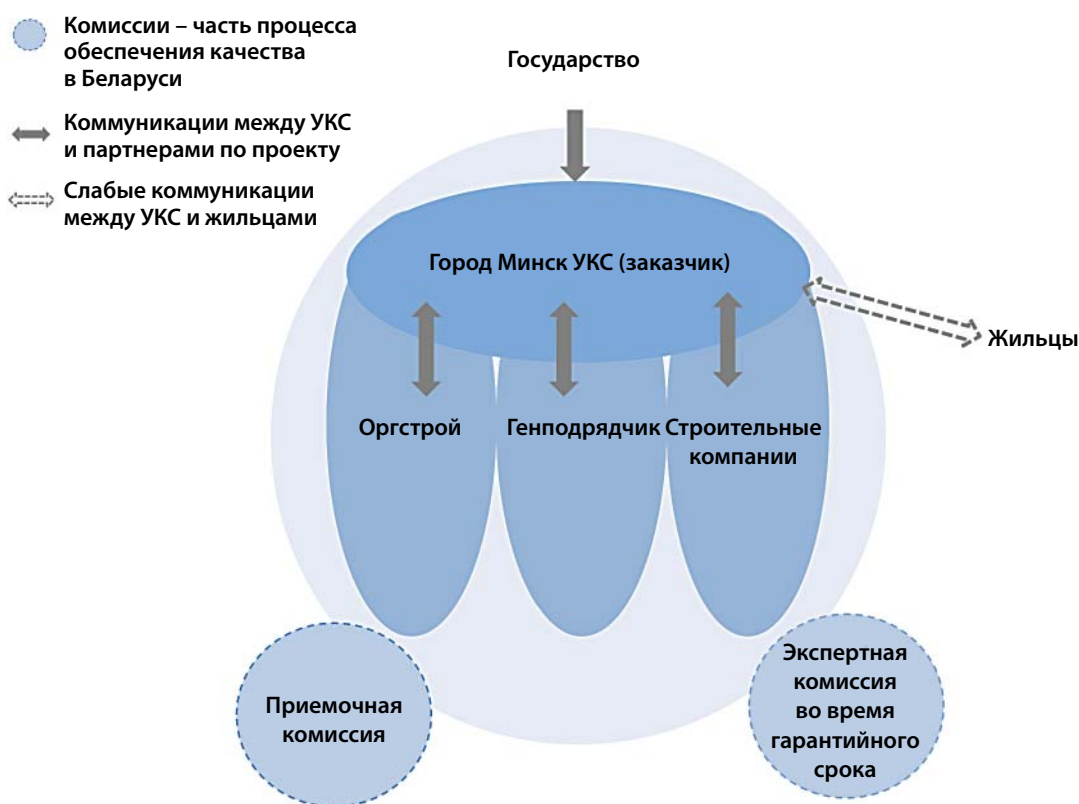 Комиссии – часть процесса
обеспечения качества
в Беларуси
Коммуникации между УКС
и партнерами по проекту
Слабые коммуникации
между УКС и жильцами
Государство
Город Минск УКС (заказчик)
Жильцы
Оргстрой
Генподрядчик
Строительные
компании
Приемочная
комиссия
Экспертная
комиссия
во время
гарантийного
срока